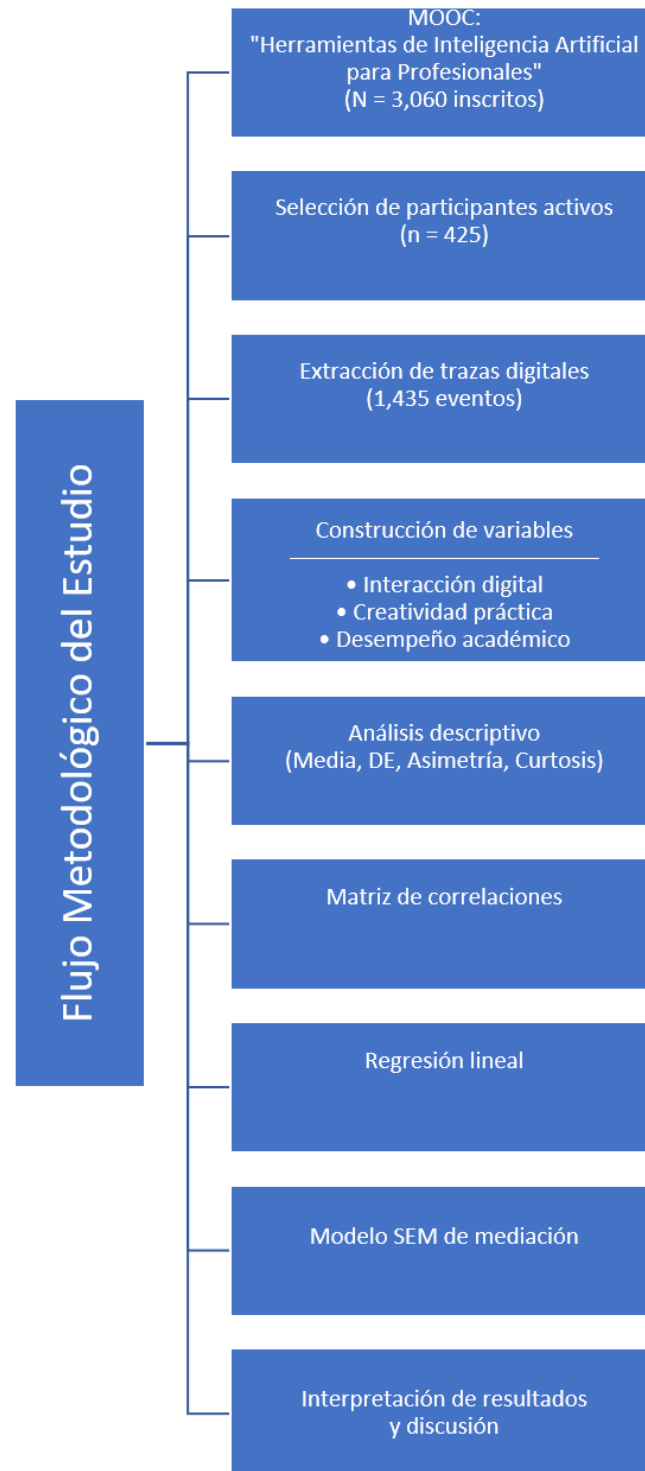 Flujo Metodológico del Estudio
MOOC:
"Herramientas de Inteligencia Artificial
para Profesionales"
(N = 3,060 inscritos)
Selección de participantes activos
(n = 425)
Extracción de trazas digitales
(1,435 eventos)
Construcción de variables
• Interacción digital
• Creatividad práctica
• Desempeño académico
Análisis descriptivo
(Media, DE, Asimetría, Curtosis)
Matriz de correlaciones
Regresión lineal
Modelo SEM de mediación
Interpretación de resultados
y discusión